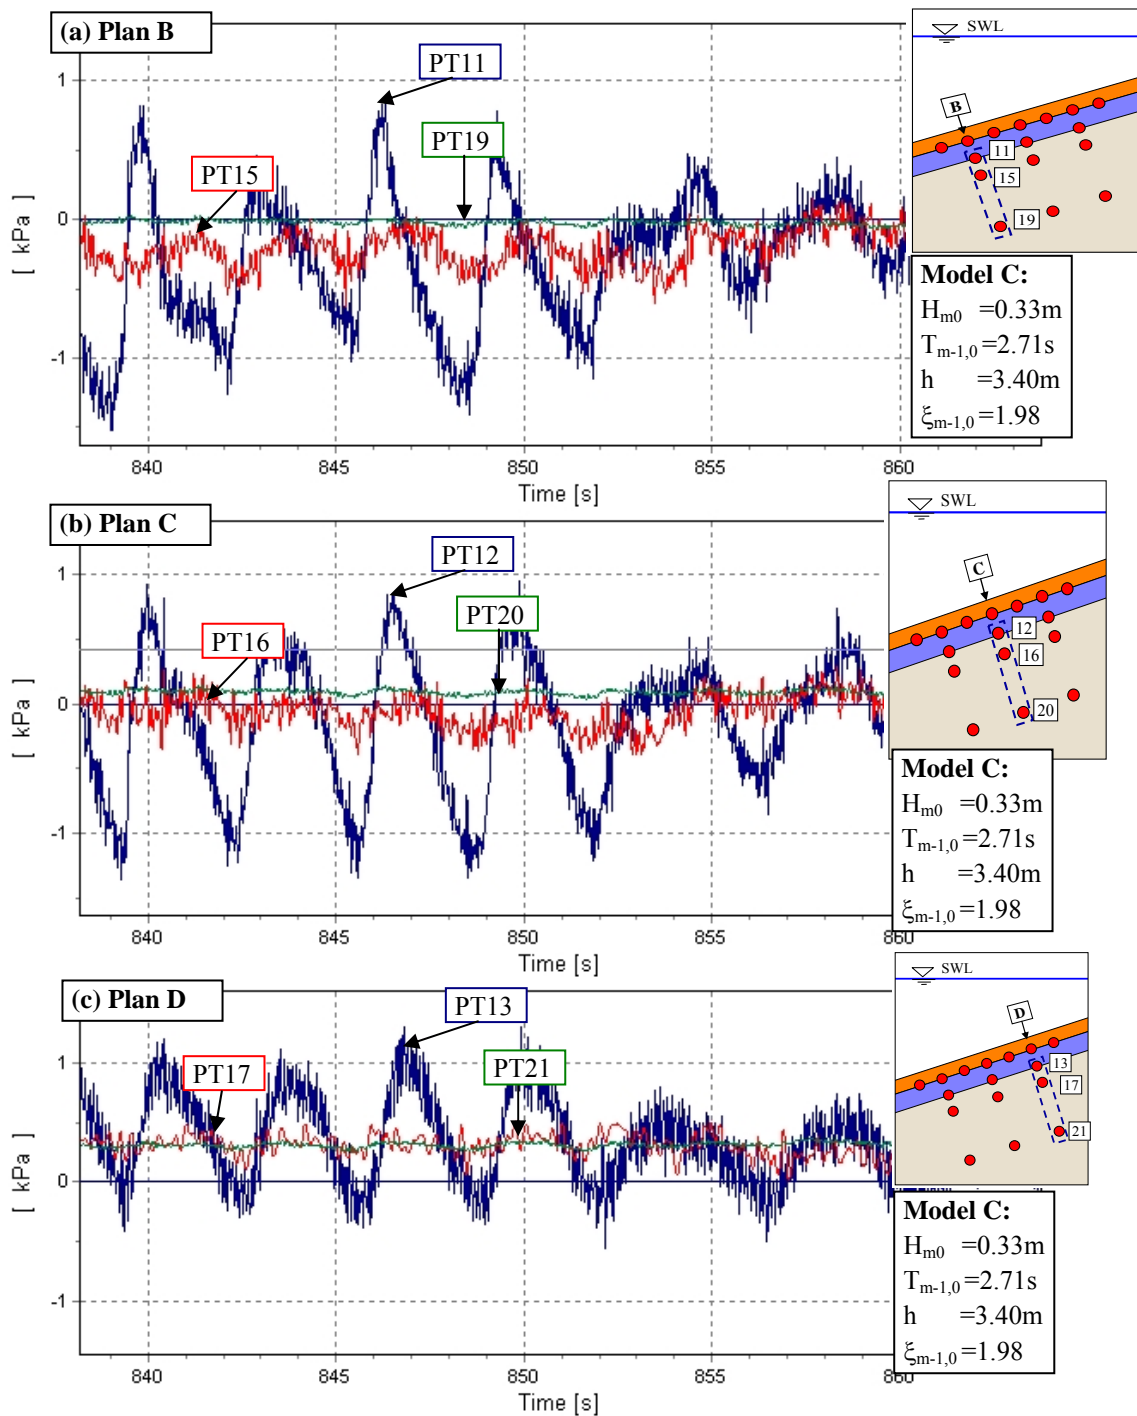 (a) Plan B
PT11
PT19
PT15
1
0
-1
[ kPa ]
840
845
850
855
860
Time [s]
SWL
B
11
15
19
Model C:
Hm0 =0.33m
Tm-1,0 =2.71s
h =3.40m
ξm-1,0 =1.98
(b) Plan C
PT12
PT20
PT16
1
0
-1
[ kPa ]
840
845
850
855
860
Time [s]
SWL
C
12
16
20
Model C:
Hm0 =0.33m
Tm-1,0 =2.71s
h =3.40m
ξm-1,0 =1.98
(c) Plan D
PT13
PT17
PT21
1
0
-1
[ kPa ]
840
845
850
855
860
Time [s]
SWL
D
13
17
21
Model C:
Hm0 =0.33m
Tm-1,0 =2.71s
h =3.40m
ξm-1,0 =1.98